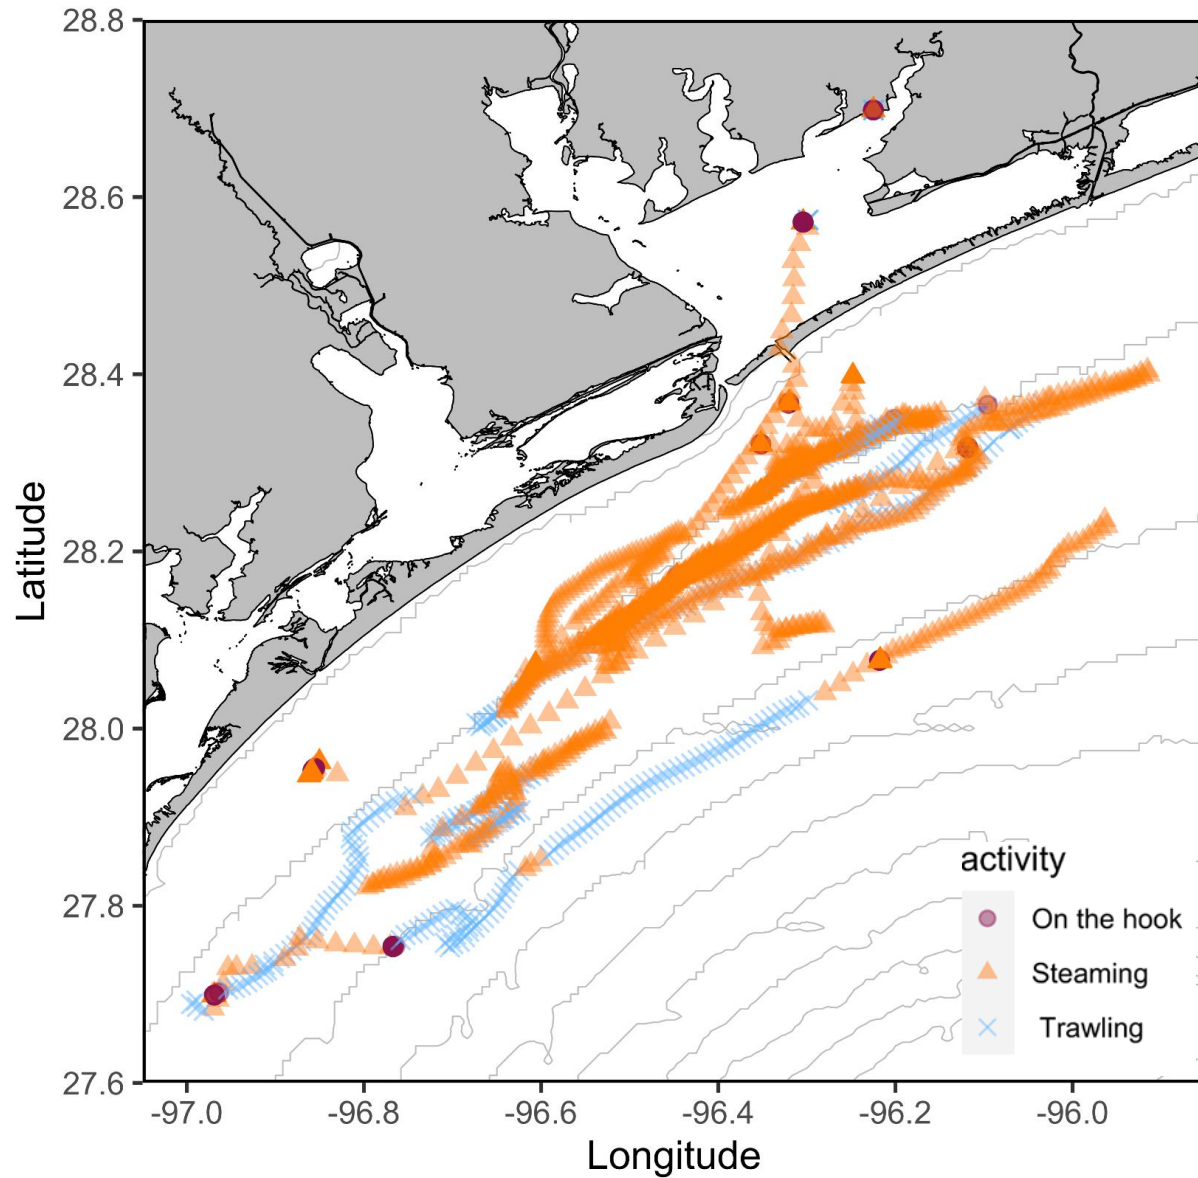 28.8
28.6
28.4
28.2
28.0
27.8
27.6
Latitude
-97.0 -96.8 -96.6 -96.4 -96.2 -96.0
Longitude
activity
On the hook
Steaming
Trawling